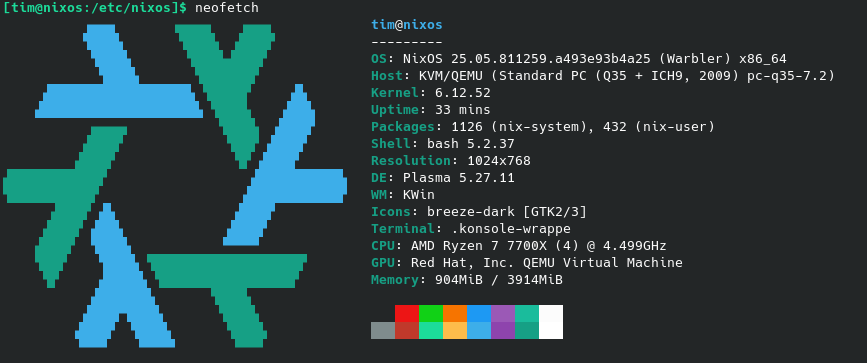 [tim@nixos:/etc/nixos]$ neofetch
tim@nixos
---------
OS: NixOS 25.05.811259.a493e93b4a25 (Warbler) x86_64
Host: KVM/QEMU (Standard PC (Q35 + ICH9, 2009) pc-q35-7.2)
Kernel: 6.12.52
Uptime: 33 mins
Packages: 1126 (nix-system), 432 (nix-user)
Shell: bash 5.2.37
Resolution: 1024x768
DE: Plasma 5.27.11
WM: KWin
Icons: breeze-dark [GTK2/3]
Terminal: .konsole-wrappe
CPU: AMD Ryzen 7 7700X (4) @ 4.499GHz
GPU: Red Hat, Inc. QEMU Virtual Machine
Memory: 904MiB / 3914MiB